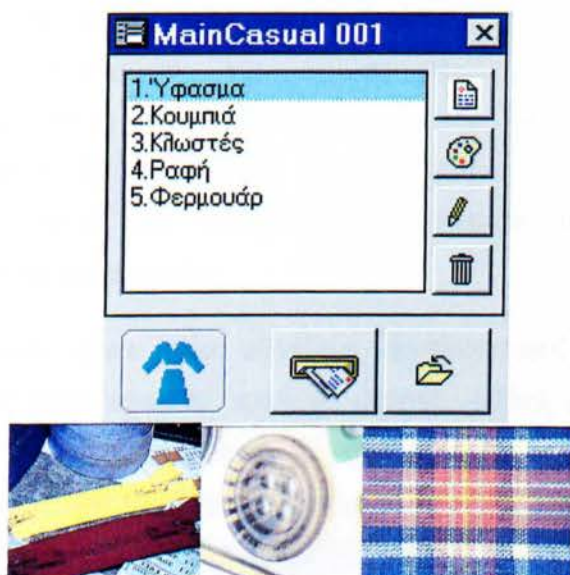 MainCasual 001
1.Ύφασμα
2.Κουμπιά
3.Κλωστές
4.Ραφή
5.Φερμουάρ